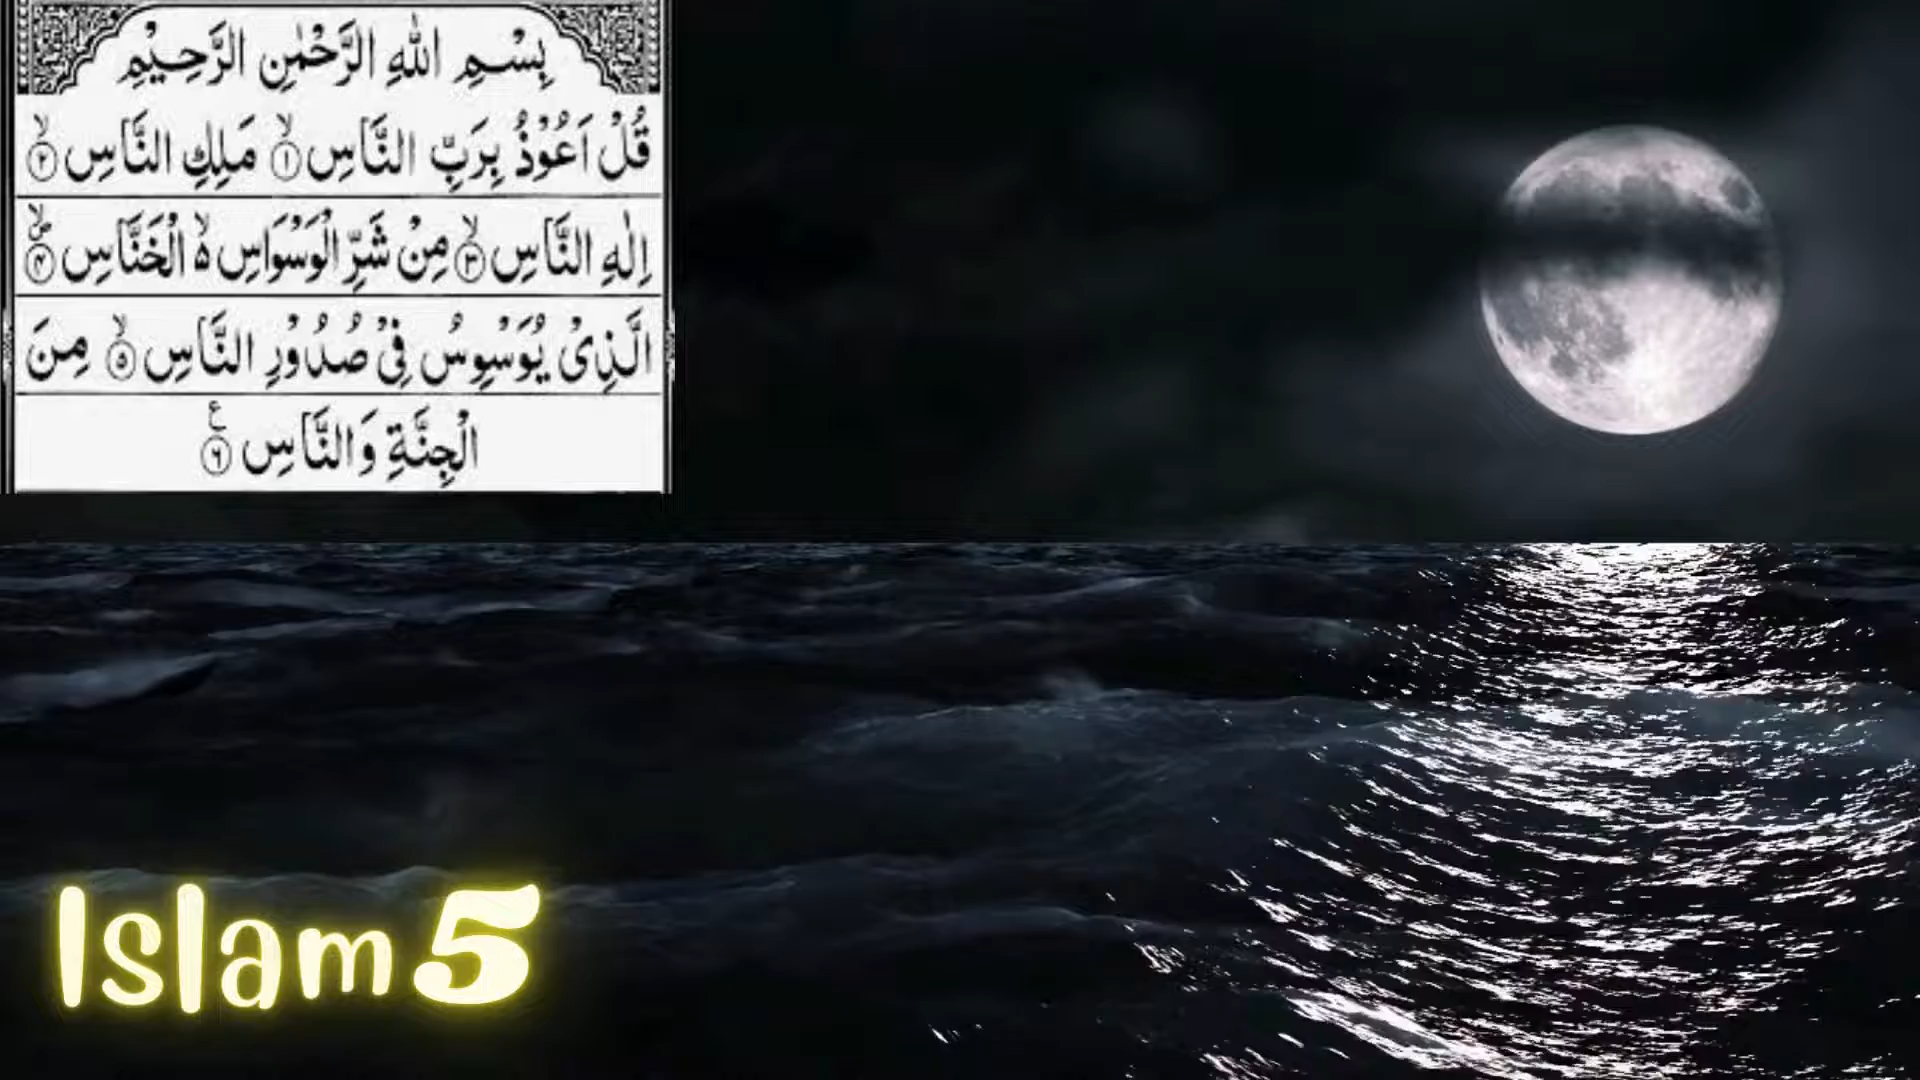 بِسْمِ اللهِ الرَّحْمٰنِ الرَّحِيْمِ
قُلْ اَعُوْذُ بِرَبِّ النَّاسِ ۙ﴿۱﴾ مَلِكِ النَّاسِ ۙ﴿۲﴾
اِلٰهِ النَّاسِ ۙ﴿۳﴾ مِنْ شَرِّ الْوَسْوَاسِ ۙ۬ الْخَنَّاسِ ۪ۙ﴿۴﴾
الَّذِىْ يُوَسْوِسُ فِىْ صُدُوْرِ النَّاسِ ۙ﴿۵﴾ مِنَ
الْجِنَّةِ وَالنَّاسِ ﴿۶﴾ ع
Islam 5